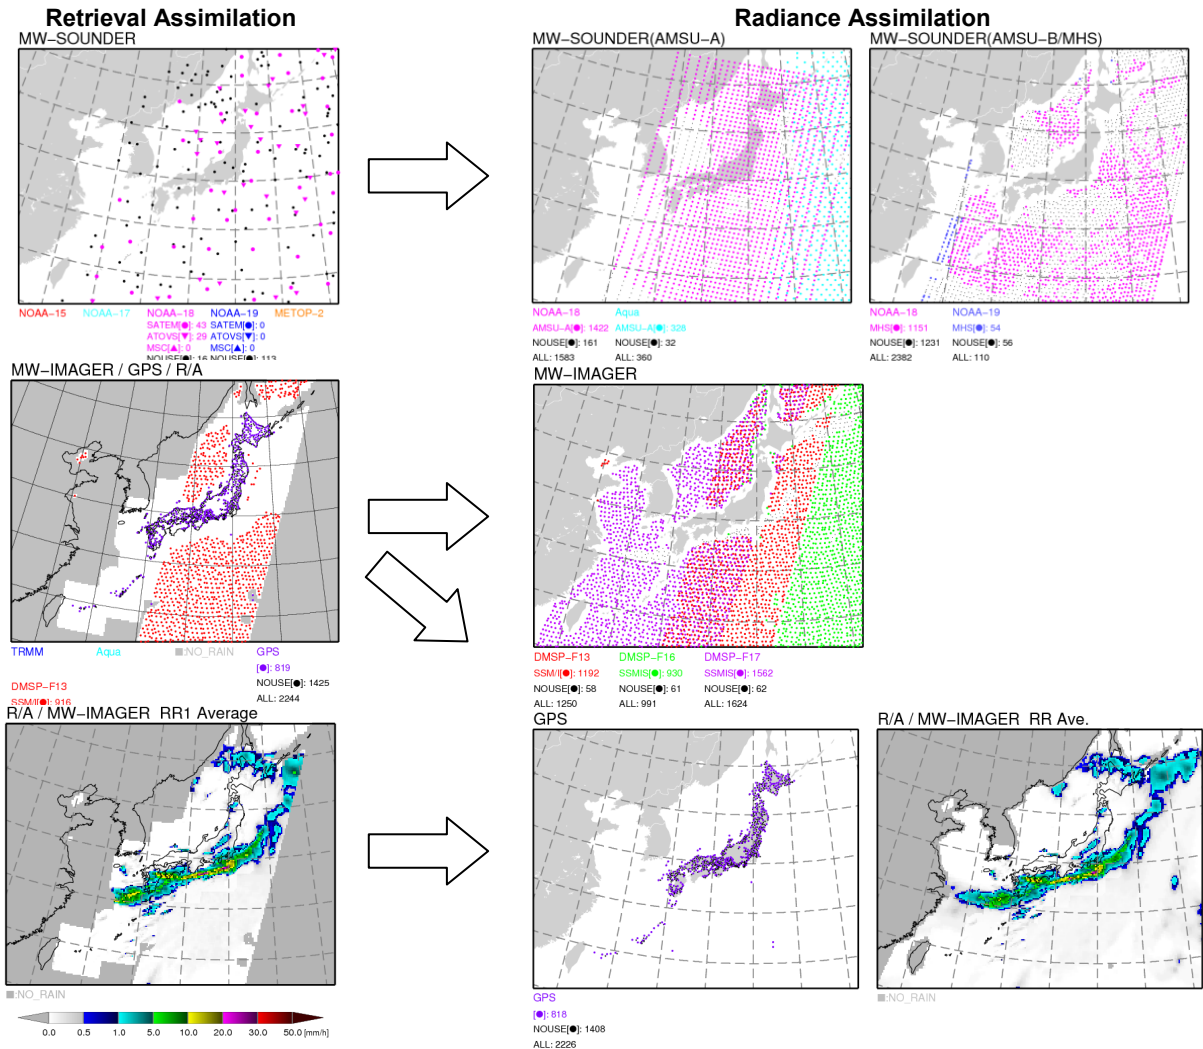 Retrieval Assimilation
Radiance Assimilation
MW-SOUNDER
MW-SOUNDER(AMSU-A)
MW-SOUNDER(AMSU-B/MHS)
NOAA-15 NOAA-17 NOAA-18 NOAA-19 METOP-2
SATEM[●]: 43 SATEM[●]: 0
ATOVS[▼]: 29 ATOVS[▼]: 0
MSC[▲]: 0 MSC[▲]: 0
NOUSE[●]: 16 NOUSE[●]: 113
NOAA-18 Aqua
AMSU-A[●]: 1422 AMSU-A[●]: 328
NOUSE[●]: 161 NOUSE[●]: 32
ALL: 1583 ALL: 360
NOAA-18 NOAA-19
MHS[●]: 1151 MHS[●]: 54
NOUSE[●]: 1231 NOUSE[●]: 56
ALL: 2382 ALL: 110
MW-IMAGER / GPS / R/A
MW-IMAGER
TRMM Aqua ■:NO_RAIN GPS
[●]: 819
NOUSE[●]: 1425
ALL: 2244
DMSP-F13
SSM/I[●]: 916
DMSP-F13 DMSP-F16 DMSP-F17
SSM/I[●]: 1192 SSMIS[●]: 930 SSMIS[●]: 1562
NOUSE[●]: 58 NOUSE[●]: 61 NOUSE[●]: 62
ALL: 1250 ALL: 991 ALL: 1624
R/A / MW-IMAGER RR1 Average
GPS
R/A / MW-IMAGER RR Ave.
■:NO_RAIN
0.0 0.5 1.0 5.0 10.0 20.0 30.0 50.0 [mm/h]
GPS
[●]: 818
NOUSE[●]: 1408
ALL: 2226
■:NO_RAIN